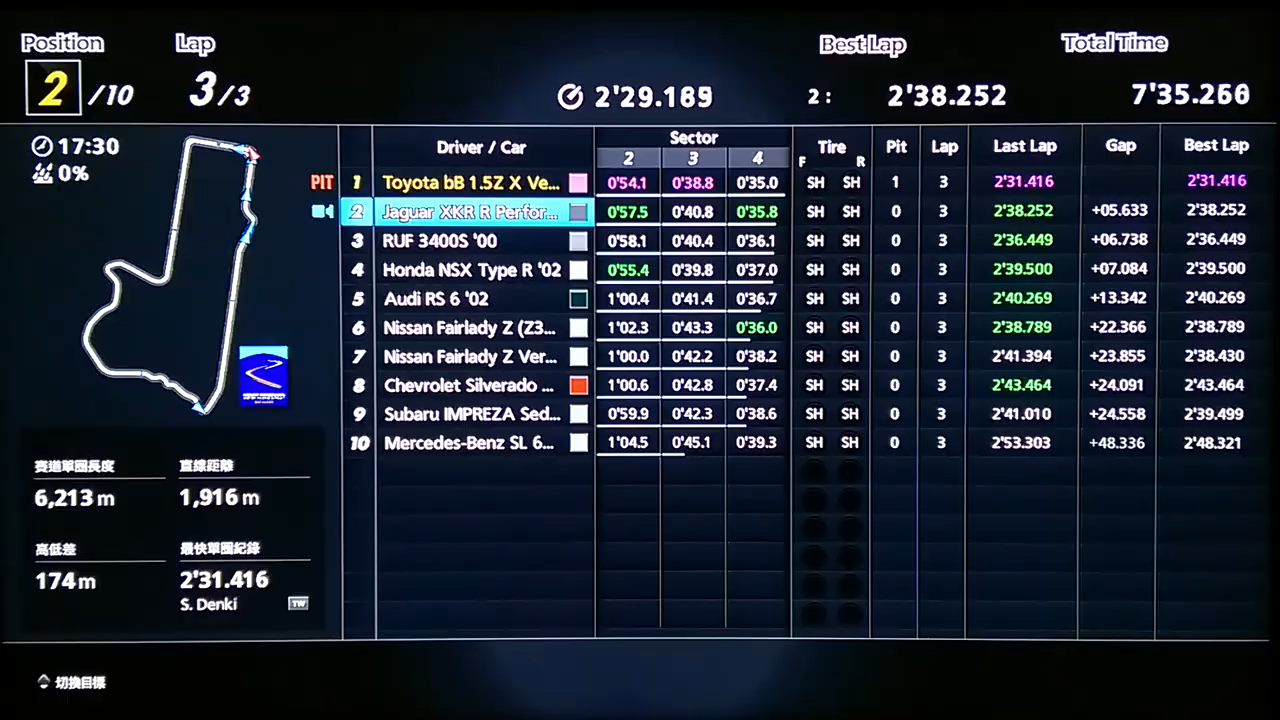 Position Lap Best Lap Total Time
2 /10 3/3 2'29.189 2: 2'38.252 7'35.260
17:30
0%
Driver / Car Sector Tire Pit Lap Last Lap Gap Best Lap
2 3 4 F R
PIT 1 Toyota bB 1.5Z X Ve... 0'54.1 0'38.8 0'35.0 SH SH 1 3 2'31.416 2'31.416
2 Jaguar XKR R Perfor... 0'57.5 0'40.8 0'35.8 SH SH 0 3 2'38.252 +05.633 2'38.252
3 RUF 3400S '00 0'58.1 0'40.4 0'36.1 SH SH 0 3 2'36.449 +06.738 2'36.449
4 Honda NSX Type R '02 0'55.4 0'39.8 0'37.0 SH SH 0 3 2'39.500 +07.084 2'39.500
5 Audi RS 6 '02 1'00.4 0'41.4 0'36.7 SH SH 0 3 2'40.269 +13.342 2'40.269
6 Nissan Fairlady Z (Z3... 1'02.3 0'43.3 0'36.0 SH SH 0 3 2'38.789 +22.366 2'38.789
7 Nissan Fairlady Z Ver... 1'00.0 0'42.2 0'38.2 SH SH 0 3 2'41.394 +23.855 2'38.430
8 Chevrolet Silverado ... 1'00.6 0'42.8 0'37.4 SH SH 0 3 2'43.464 +24.091 2'43.464
9 Subaru IMPREZA Sed... 0'59.9 0'42.3 0'38.6 SH SH 0 3 2'41.010 +24.558 2'39.499
10 Mercedes-Benz SL 6... 1'04.5 0'45.1 0'39.3 SH SH 0 3 2'53.303 +48.336 2'48.321
賽道單圈長度 直線距離
6,213 m 1,916 m
高低差 最快單圈紀錄
174 m 2'31.416
S. Denki TW
切換目標